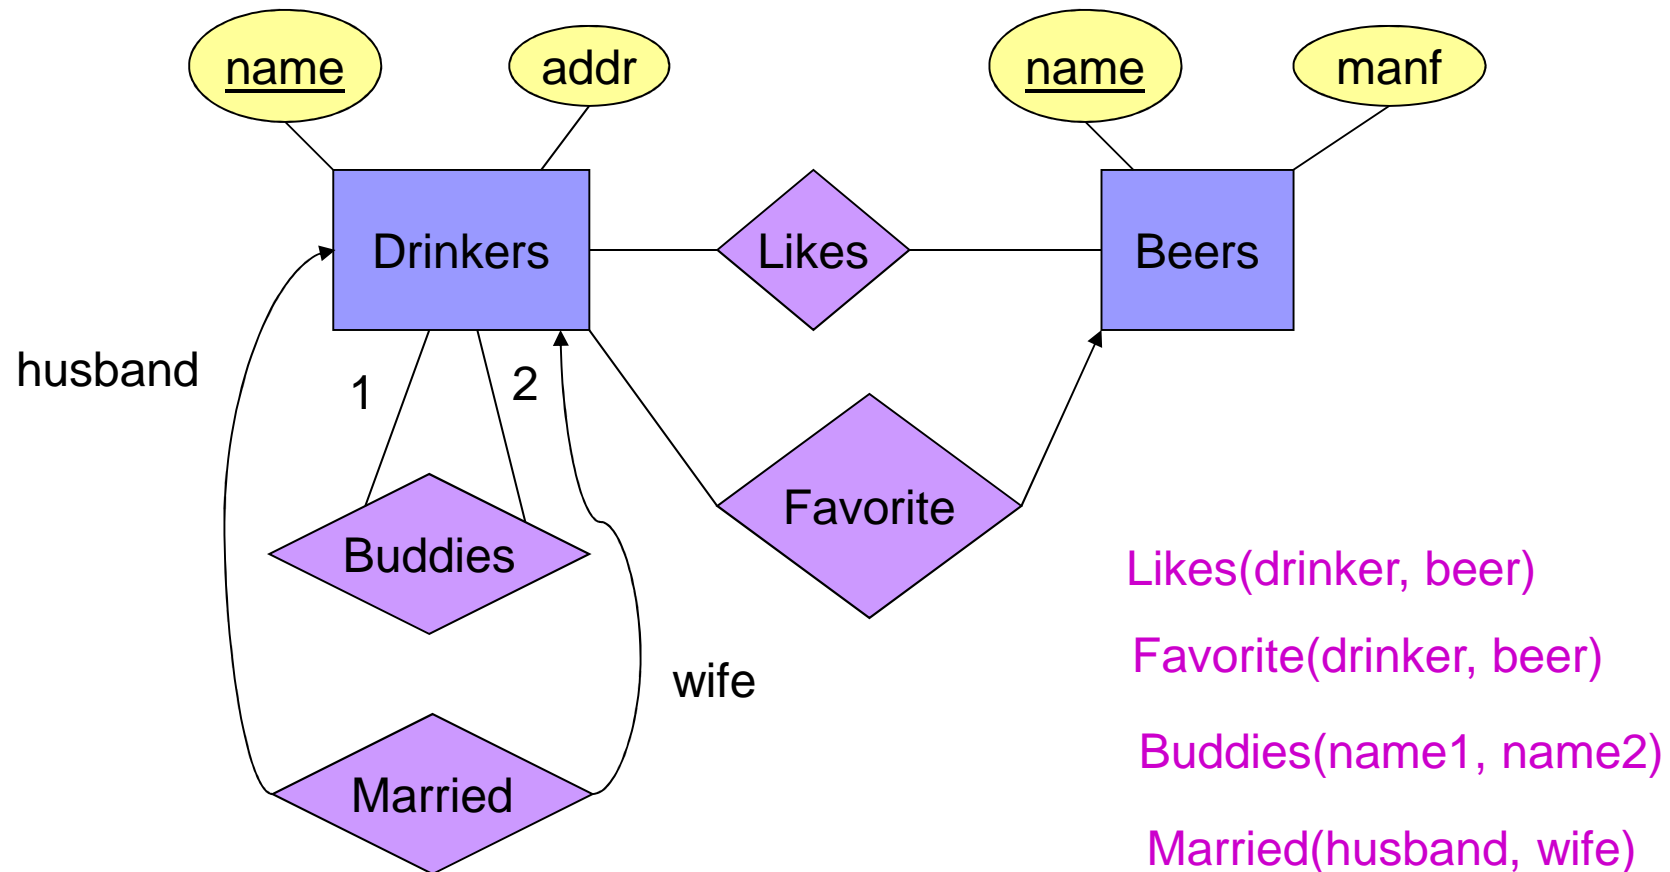 name
addr
name
manf
Drinkers
Likes
Beers
husband
1
2
Favorite
Buddies
Likes(drinker, beer)
Favorite(drinker, beer)
wife
Buddies(name1, name2)
Married
Married(husband, wife)